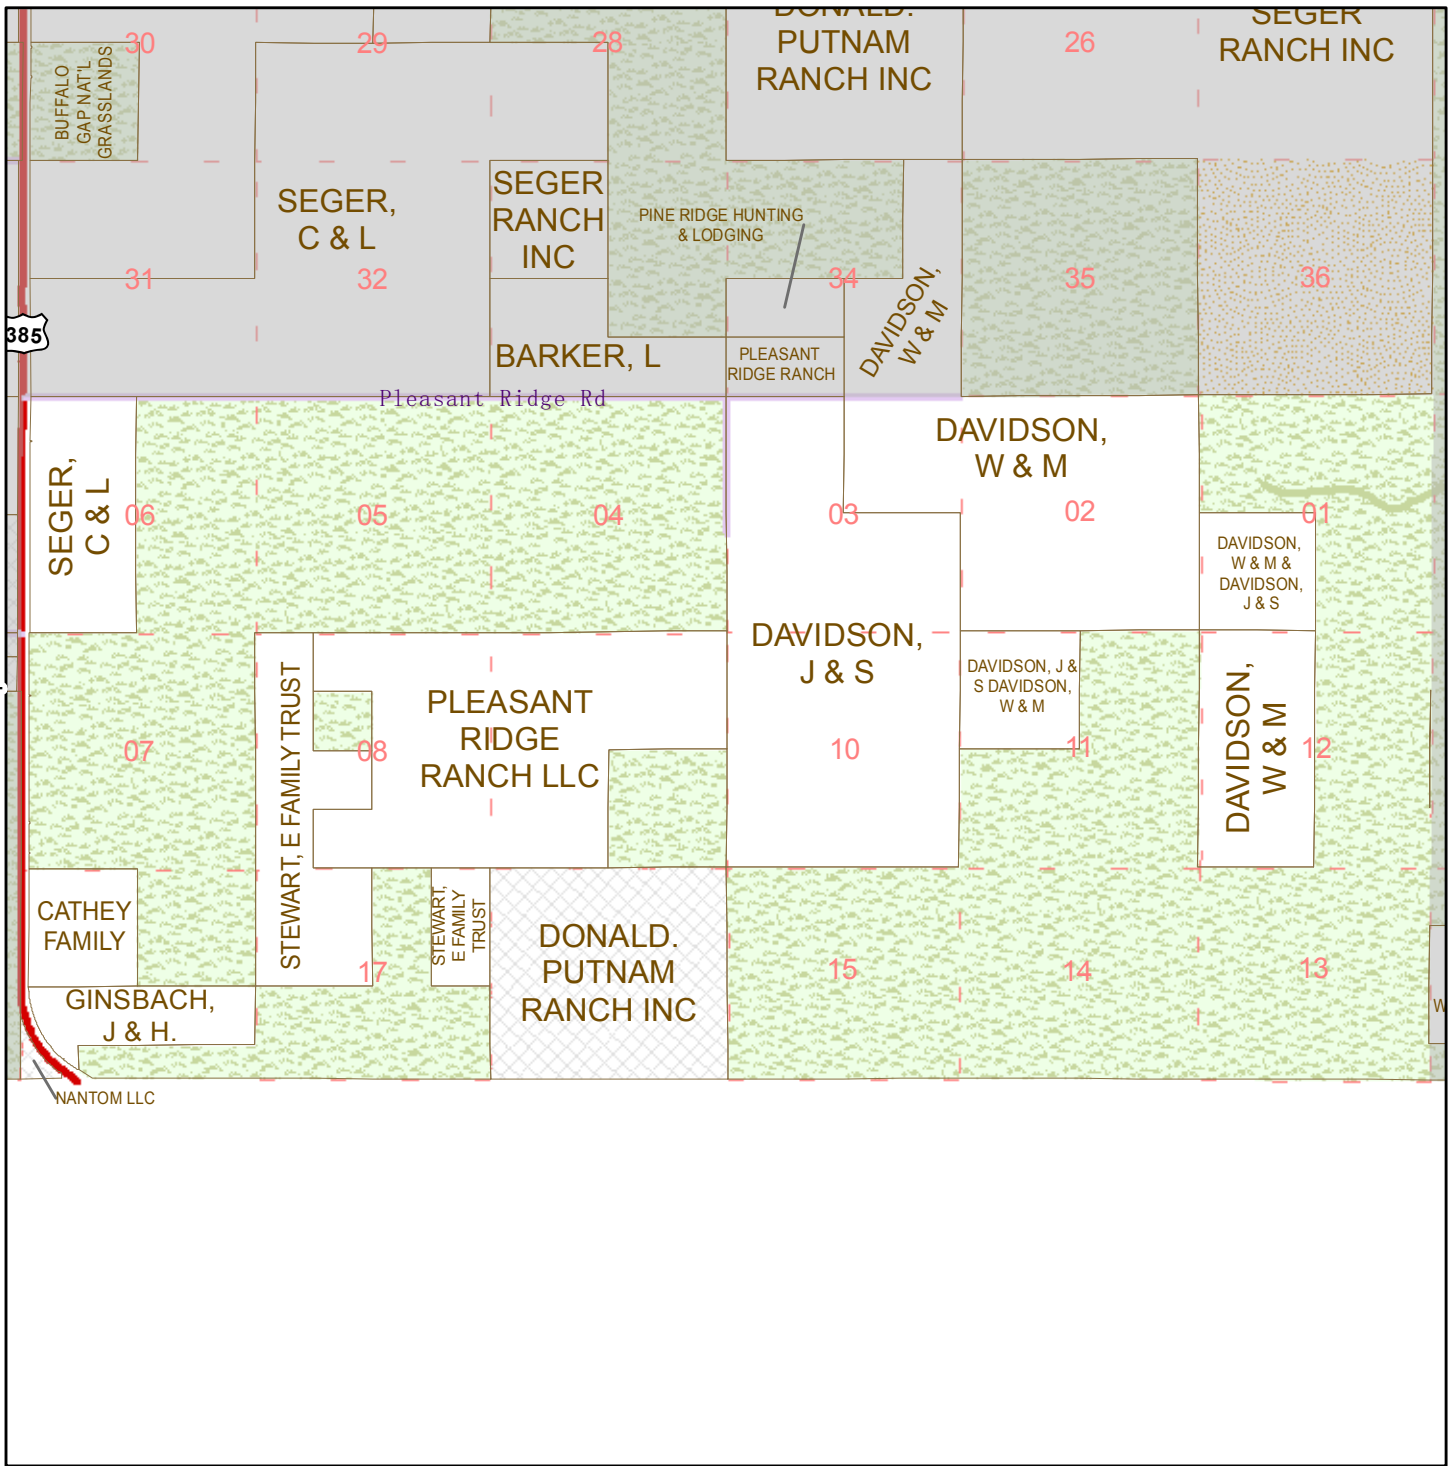 30
29
28
DONALD.
PUTNAM
RANCH INC
26
SEGER
RANCH INC
BUFFALO
GAP NAT'L
GRASSLANDS
SEGER,
C & L
SEGER
RANCH
INC
PINE RIDGE HUNTING
& LODGING
31
32
34
35
36
DAVIDSON,
W & M
385
BARKER, L
PLEASANT
RIDGE RANCH
Pleasant Ridge Rd
SEGER,
C & L
DAVIDSON,
W & M
06
05
04
03
02
01
DAVIDSON,
W & M &
DAVIDSON,
J & S
DAVIDSON,
J & S
DAVIDSON, J &
S DAVIDSON,
W & M
DAVIDSON,
W & M
STEWART, E FAMILY TRUST
PLEASANT
RIDGE
RANCH LLC
07
08
10
11
12
CATHEY
FAMILY
STEWART,
E FAMILY
TRUST
DONALD.
PUTNAM
RANCH INC
17
15
14
13
GINSBACH,
J & H.
W
NANTOM LLC